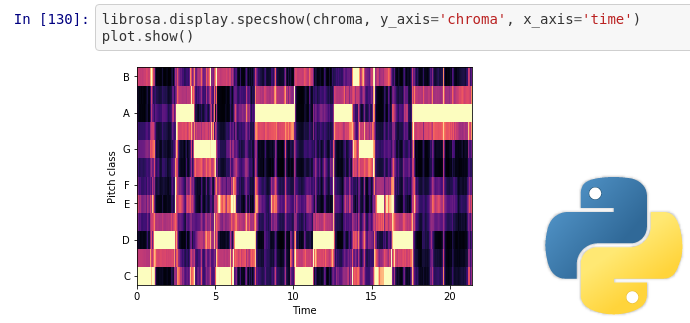 In [130]: librosa.display.specshow(chroma, y_axis='chroma', x_axis='time')
plot.show()
B
A
G
F
E
D
C
Pitch class
0 5 10 15 20
Time